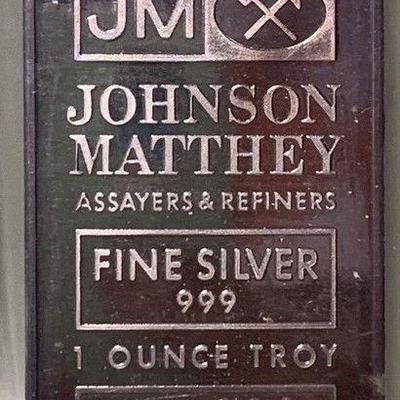 JM
JOHNSON
MATTHEY
ASSAYERS & REFINERS
FINE SILVER
999
1 OUNCE TROY